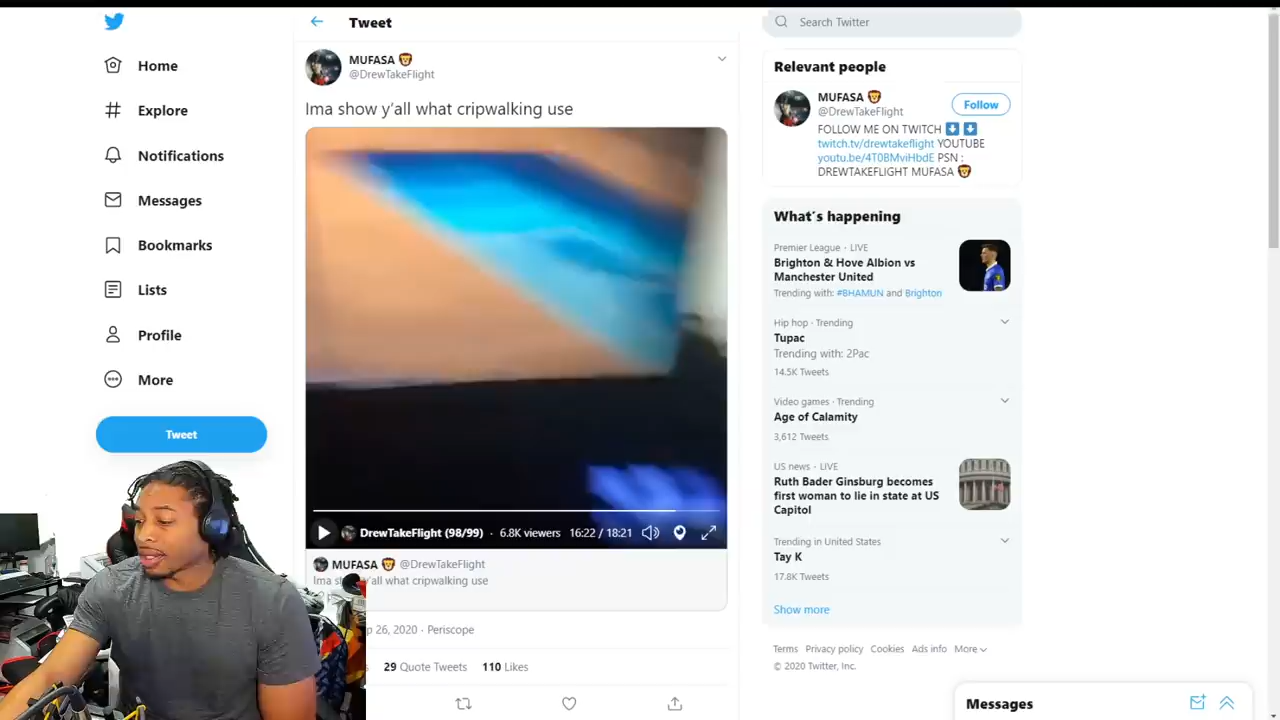 Tweet
Search Twitter
Home
Explore
Notifications
Messages
Bookmarks
Lists
Profile
More
Tweet
MUFASA 🦁
@DrewTakeFlight
Ima show y'all what cripwalking use
DrewTakeFlight (98/99) · 6.8K viewers 16:22 / 18:21
MUFASA 🦁 @DrewTakeFlight
Ima y'all what cripwalking use
26, 2020 · Periscope
29 Quote Tweets 110 Likes
Relevant people
MUFASA 🦁
@DrewTakeFlight
Follow
FOLLOW ME ON TWITCH ⬇️ ⬇️
twitch.tv/drewtakeflight YOUTUBE
youtu.be/4T0BMviHbdE PSN :
DREWTAKEFLIGHT MUFASA 🦁
What's happening
Premier League · LIVE
Brighton & Hove Albion vs
Manchester United
Trending with: #BHAMUN and Brighton
Hip hop · Trending
Tupac
Trending with: 2Pac
14.5K Tweets
Video games · Trending
Age of Calamity
3,612 Tweets
US news · LIVE
Ruth Bader Ginsburg becomes
first woman to lie in state at US
Capitol
Trending in United States
Tay K
17.8K Tweets
Show more
Terms Privacy policy Cookies Ads info More
© 2020 Twitter, Inc.
Messages